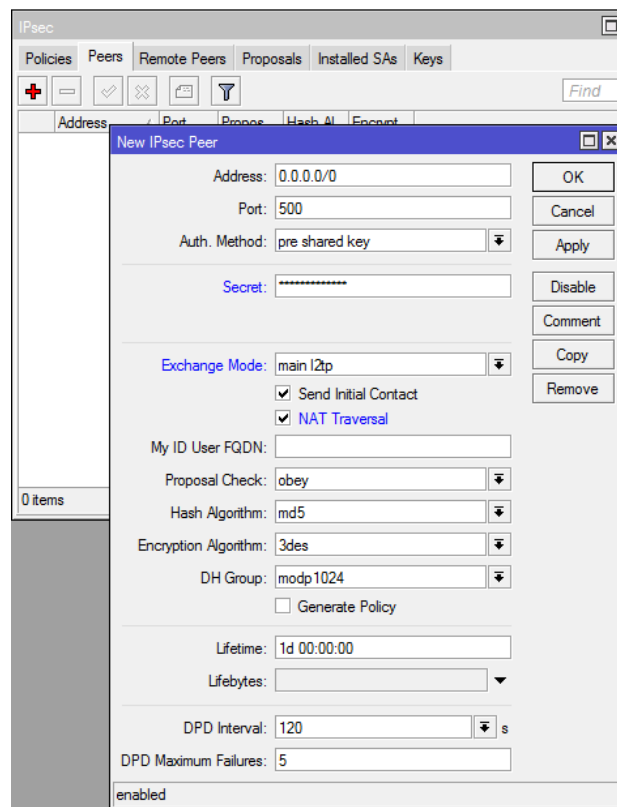 IPsec
Policies Peers Remote Peers Proposals Installed SAs Keys
Find
Address Port Propos... Hash Al... Encrypt...
New IPsec Peer
Address: 0.0.0.0/0
OK
Port: 500
Cancel
Auth. Method: pre shared key
Apply
Secret: *************
Disable
Comment
Exchange Mode: main l2tp
Copy
Send Initial Contact
Remove
NAT Traversal
My ID User FQDN:
Proposal Check: obey
0 items
Hash Algorithm: md5
Encryption Algorithm: 3des
DH Group: modp1024
Generate Policy
Lifetime: 1d 00:00:00
Lifebytes:
DPD Interval: 120 s
DPD Maximum Failures: 5
enabled